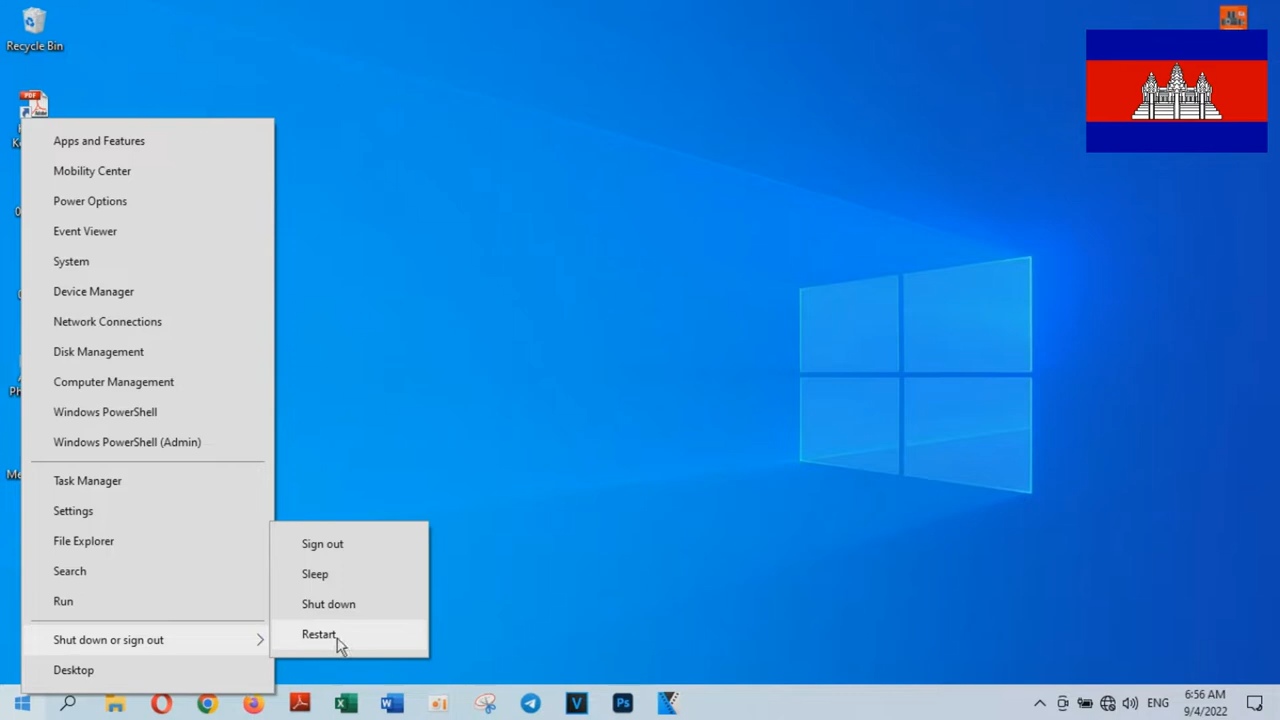 Recycle Bin
PDF
Apps and Features
Mobility Center
Power Options
Event Viewer
System
Device Manager
Network Connections
Disk Management
Computer Management
Windows PowerShell
Windows PowerShell (Admin)
Task Manager
Settings
File Explorer
Search
Run
Shut down or sign out
Desktop
Sign out
Sleep
Shut down
Restart
V
Ps
ENG
6:56 AM
9/4/2022